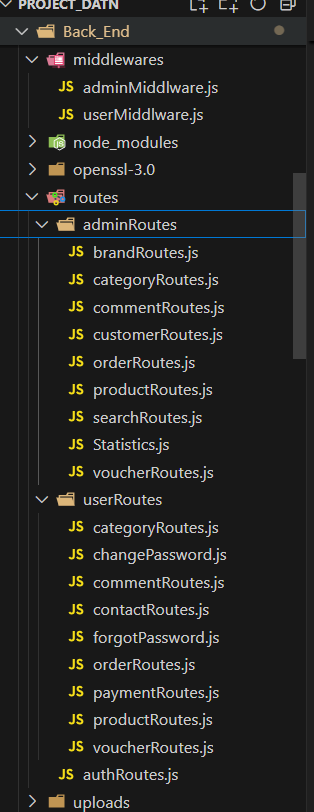 PROJECT_DATN
Back_End
middlewares
JS adminMiddlware.js
JS userMiddlware.js
node_modules
openssl-3.0
routes
adminRoutes
JS brandRoutes.js
JS categoryRoutes.js
JS commentRoutes.js
JS customerRoutes.js
JS orderRoutes.js
JS productRoutes.js
JS searchRoutes.js
JS Statistics.js
JS voucherRoutes.js
userRoutes
JS categoryRoutes.js
JS changePassword.js
JS commentRoutes.js
JS contactRoutes.js
JS forgotPassword.js
JS orderRoutes.js
JS paymentRoutes.js
JS productRoutes.js
JS voucherRoutes.js
JS authRoutes.js
uploads